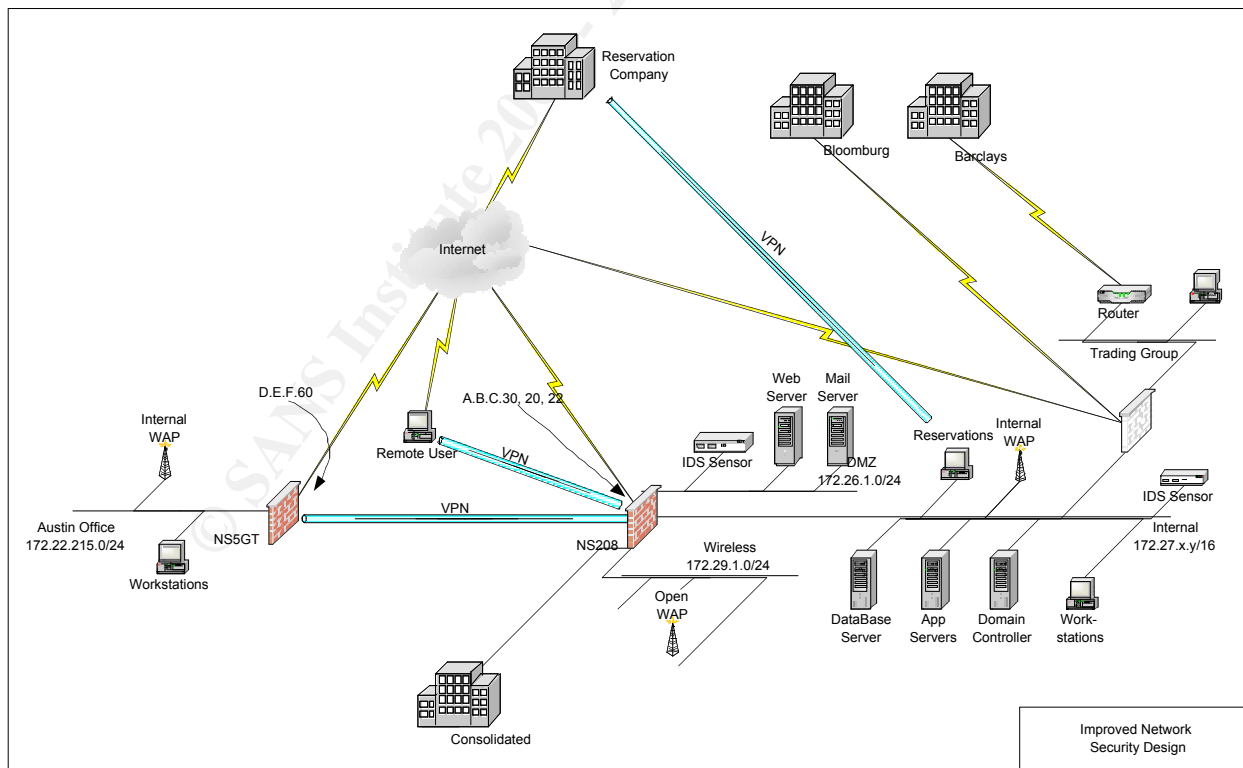 Reservation
Company
Bloomburg
Barclays
Internet
VPN
Router
Trading Group
D.E.F.60
A.B.C.30, 20, 22
Internal
WAP
Remote User
VPN
Web
Server
Mail
Server
IDS Sensor
DMZ
172.26.1.0/24
Reservations
Internal
WAP
IDS Sensor
Internal
172.27.x.y/16
Austin Office
172.22.215.0/24
NS5GT
VPN
NS208
Workstations
Wireless
172.29.1.0/24
Open
WAP
DataBase
Server
App
Servers
Domain
Controller
Work-
stations
Consolidated
Improved Network
Security Design
© SANS Institute 20